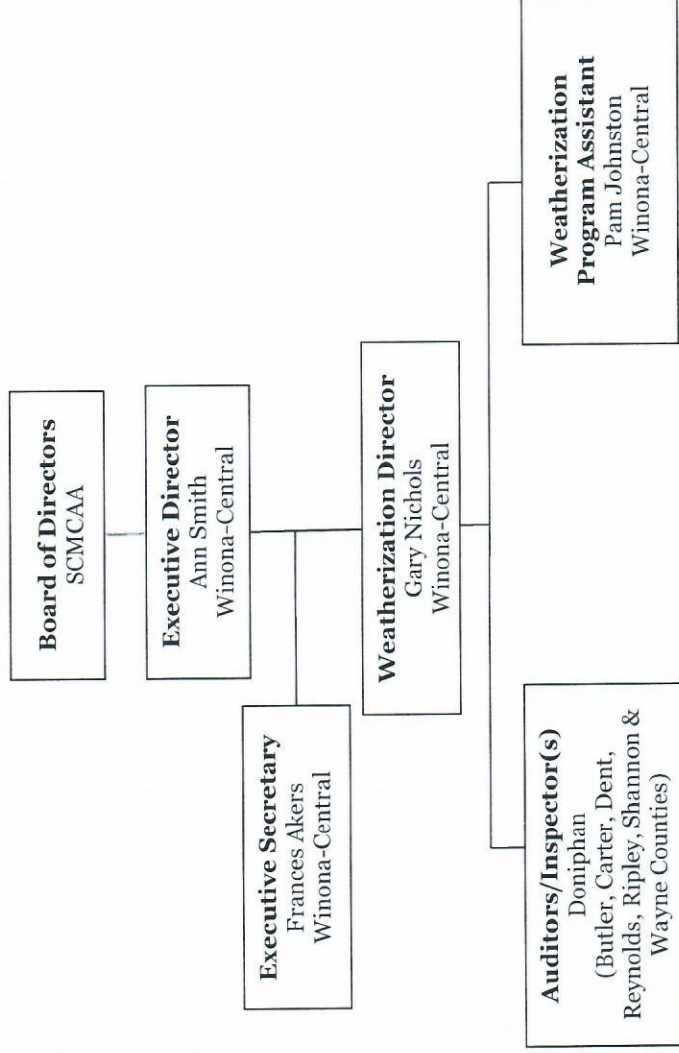 Board of Directors
SCMCAA
Executive Director
Ann Smith
Winona-Central
Executive Secretary
Frances Akers
Winona-Central
Weatherization Director
Gary Nichols
Winona-Central
Auditors/Inspector(s)
Doniphan
(Butler, Carter, Dent,
Reynolds, Ripley, Shannon &
Wayne Counties)
Weatherization
Program Assistant
Pam Johnston
Winona-Central